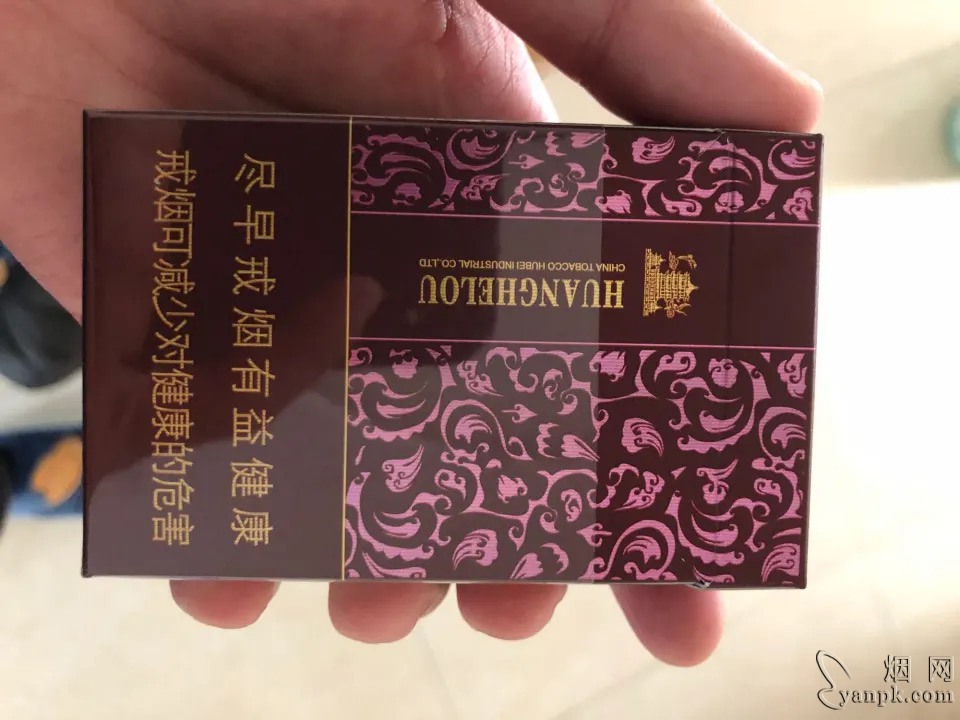 HUANGHELOU
CHINA TOBACCO HUBEI INDUSTRIAL CO.,LTD
尽早戒烟有益健康
戒烟可减少对健康的危害
烟网
yanpk.com